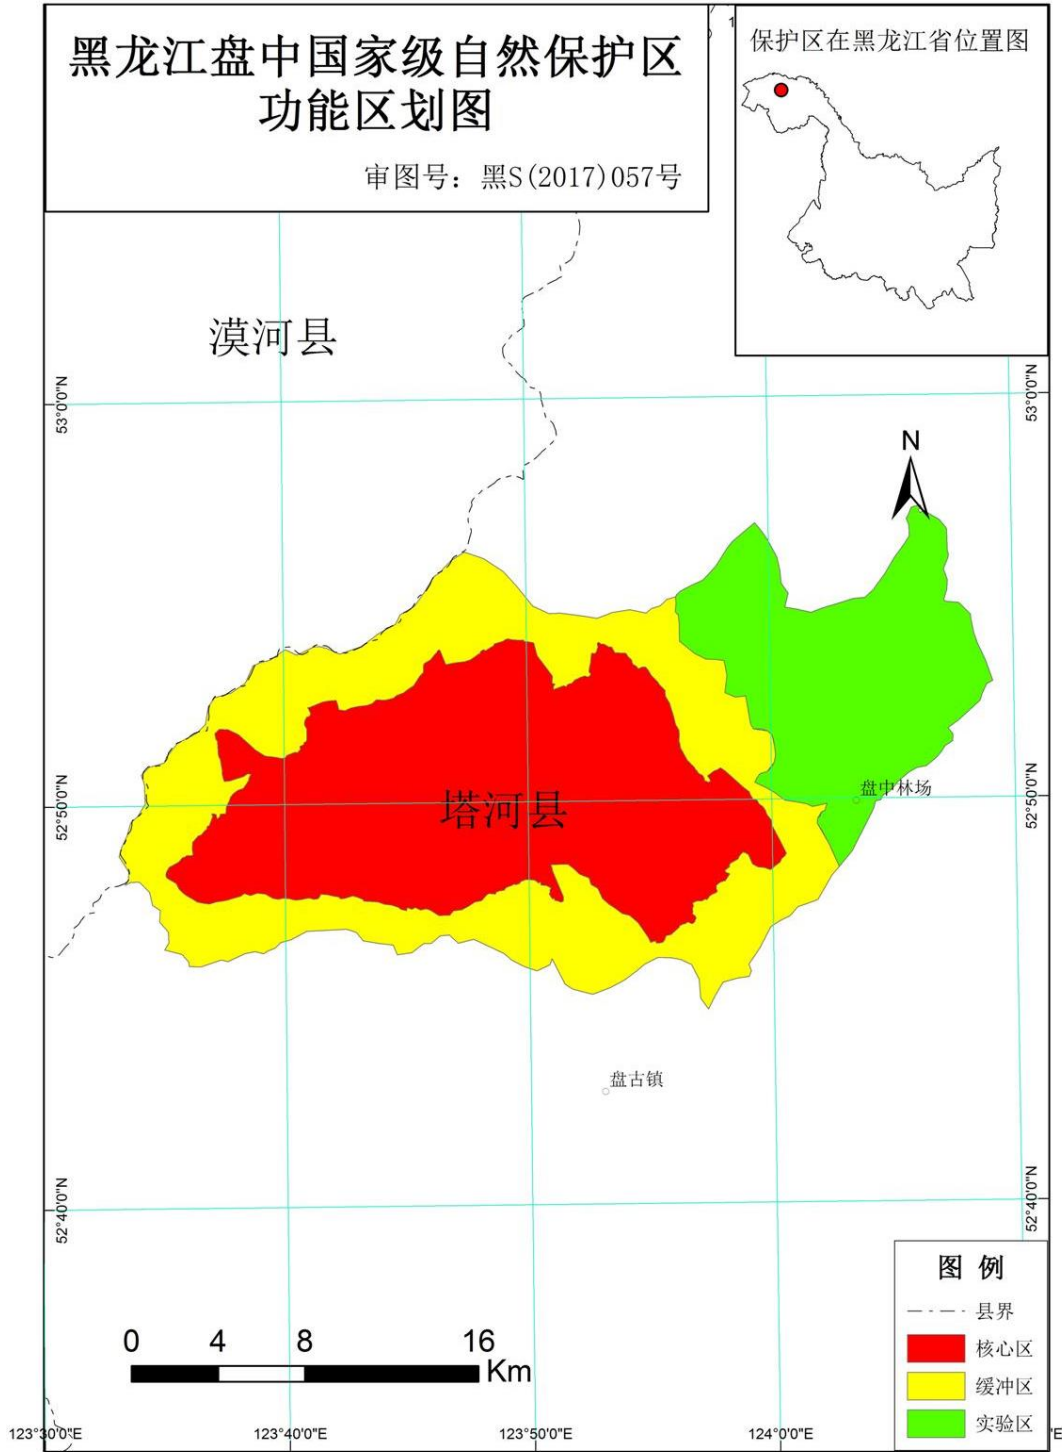 黑龙江盘中国家级自然保护区
功能区划图
审图号：黑S(2017)057号
保护区在黑龙江省位置图
漠河县
53°0'0"N
53°0'0"N
N
盘中林场
塔河县
52°50'0"N
52°50'0"N
盘古镇
52°40'0"N
52°40'0"N
图 例
县界
核心区
缓冲区
实验区
0 4 8 16
Km
123°30'0"E 123°40'0"E 123°50'0"E 124°0'0"E